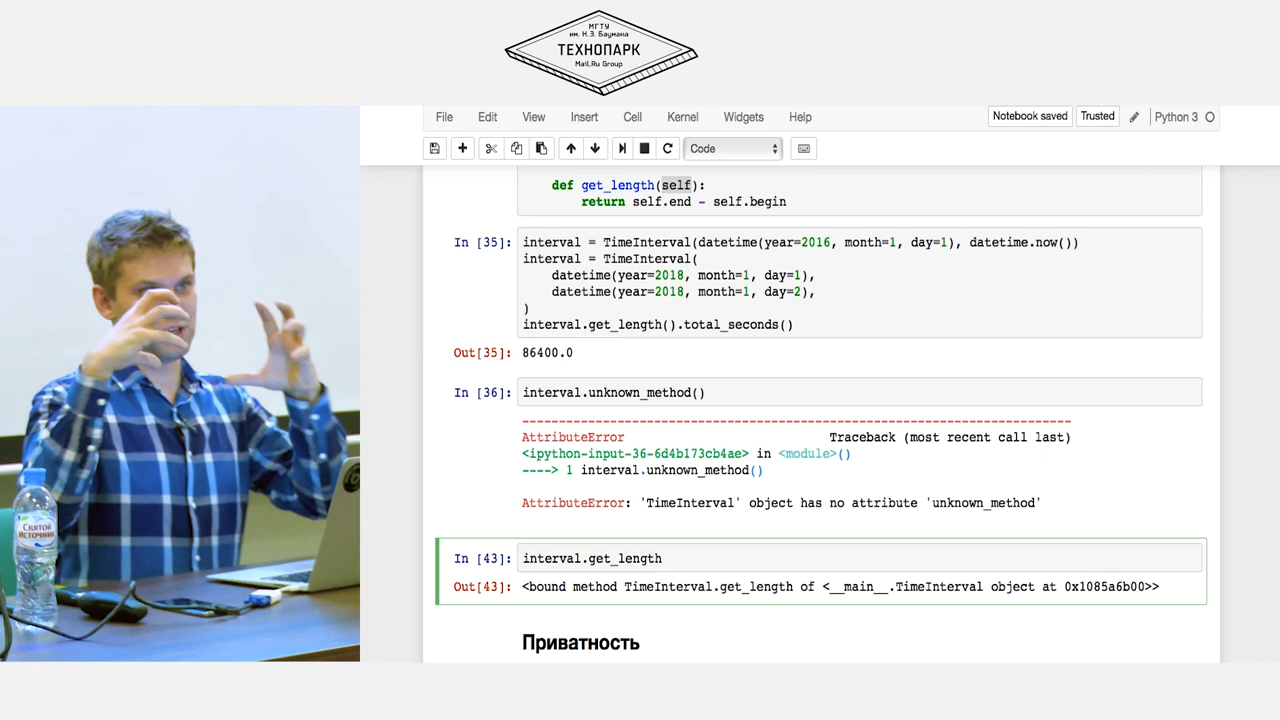 МГТУ
им. Н.Э. Баумана
ТЕХНОПАРК
Mail.Ru Group
File Edit View Insert Cell Kernel Widgets Help Notebook saved Trusted Python 3
Code
def get_length(self):
return self.end - self.begin
In [35]: interval = TimeInterval(datetime(year=2016, month=1, day=1), datetime.now())
interval = TimeInterval(
datetime(year=2018, month=1, day=1),
datetime(year=2018, month=1, day=2),
)
interval.get_length().total_seconds()
Out[35]: 86400.0
In [36]: interval.unknown_method()
---------------------------------------------------------------------------
AttributeError Traceback (most recent call last)
<ipython-input-36-6d4b173cb4ae> in <module>()
----> 1 interval.unknown_method()
AttributeError: 'TimeInterval' object has no attribute 'unknown_method'
In [43]: interval.get_length
Out[43]: <bound method TimeInterval.get_length of <__main__.TimeInterval object at 0x1085a6b00>>
Приватность
Святой
Источник